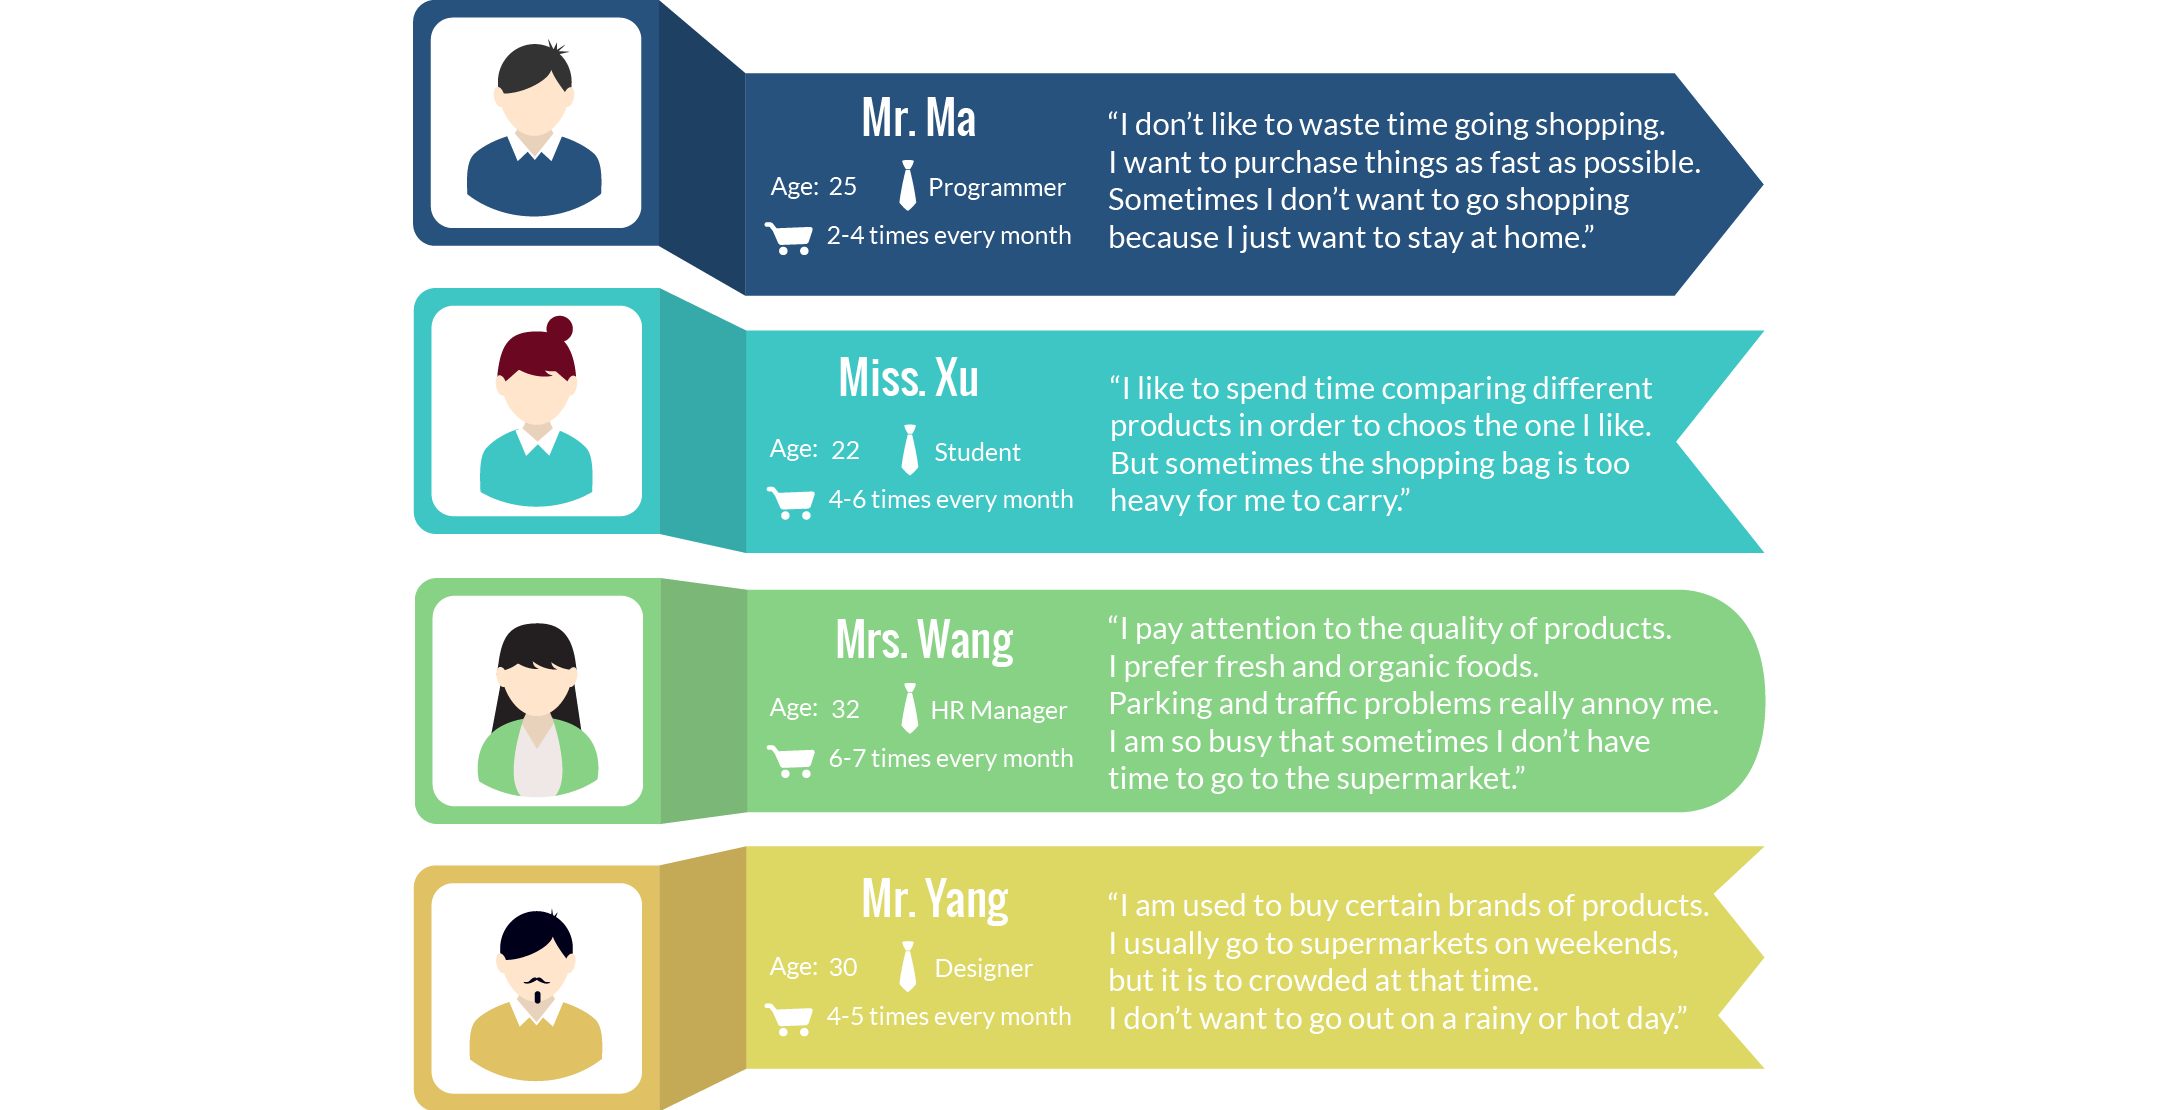 Mr. Ma
Age: 25 Programmer
2-4 times every month
“I don’t like to waste time going shopping.
I want to purchase things as fast as possible.
Sometimes I don’t want to go shopping
because I just want to stay at home.”
Miss. Xu
Age: 22 Student
4-6 times every month
“I like to spend time comparing different
products in order to choos the one I like.
But sometimes the shopping bag is too
heavy for me to carry.”
Mrs. Wang
Age: 32 HR Manager
6-7 times every month
“I pay attention to the quality of products.
I prefer fresh and organic foods.
Parking and traffic problems really annoy me.
I am so busy that sometimes I don’t have
time to go to the supermarket.”
Mr. Yang
Age: 30 Designer
4-5 times every month
“I am used to buy certain brands of products.
I usually go to supermarkets on weekends,
but it is to crowded at that time.
I don’t want to go out on a rainy or hot day.”